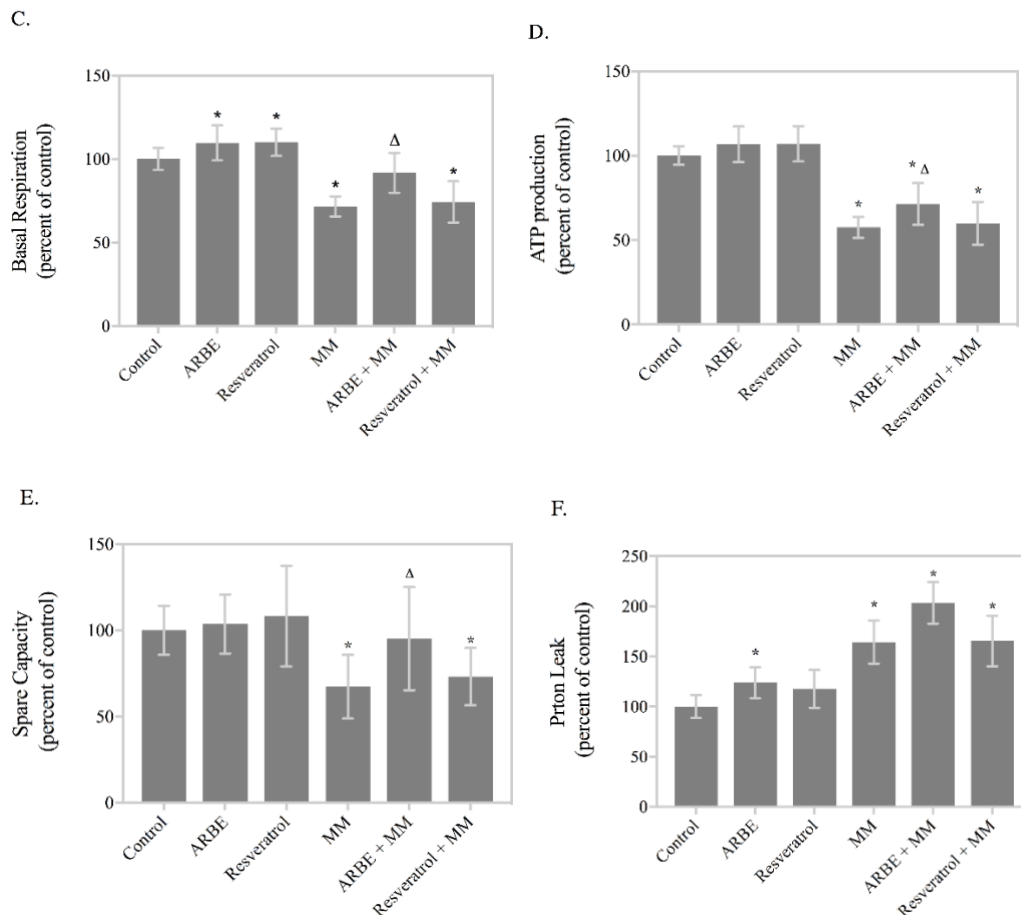 C.
Basal Respiration
(percent of control)
150
100
50
0
*
*
*
Δ
*
Control
ARBE
Resveratrol
MM
ARBE + MM
Resveratrol + MM
D.
ATP production
(percent of control)
150
100
50
0
*
* Δ
*
Control
ARBE
Resveratrol
MM
ARBE + MM
Resveratrol + MM
E.
Spare Capacity
(percent of control)
150
100
50
0
*
Δ
*
Control
ARBE
Resveratrol
MM
ARBE + MM
Resveratrol + MM
F.
Prton Leak
(percent of control)
250
200
150
100
50
0
*
*
*
*
Control
ARBE
Resveratrol
MM
ARBE + MM
Resveratrol + MM